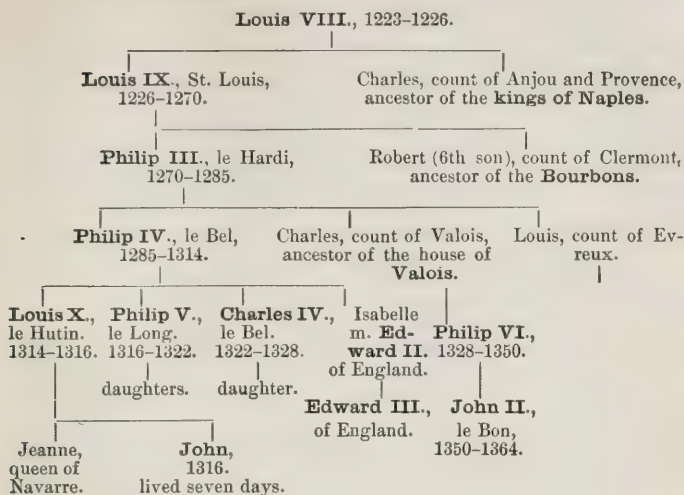 Louis VIII., 1223–1226.
Louis IX., St. Louis,
1226–1270.
Charles, count of Anjou and Provence,
ancestor of the kings of Naples.
Philip III., le Hardi,
1270–1285.
Robert (6th son), count of Clermont,
ancestor of the Bourbons.
Philip IV., le Bel,
1285–1314.
Charles, count of Valois,
ancestor of the house of
Valois.
Louis, count of Ev-
reux.
Louis X.,
le Hutin.
1314–1316.
Philip V.,
le Long.
1316–1322.
daughters.
Charles IV.,
le Bel.
1322–1328.
daughter.
Isabelle
m. Ed-
ward II.
of England.
Philip VI.,
1328–1350.
Edward III.,
of England.
John II.,
le Bon,
1350–1364.
Jeanne,
queen of
Navarre.
John,
1316.
lived seven days.